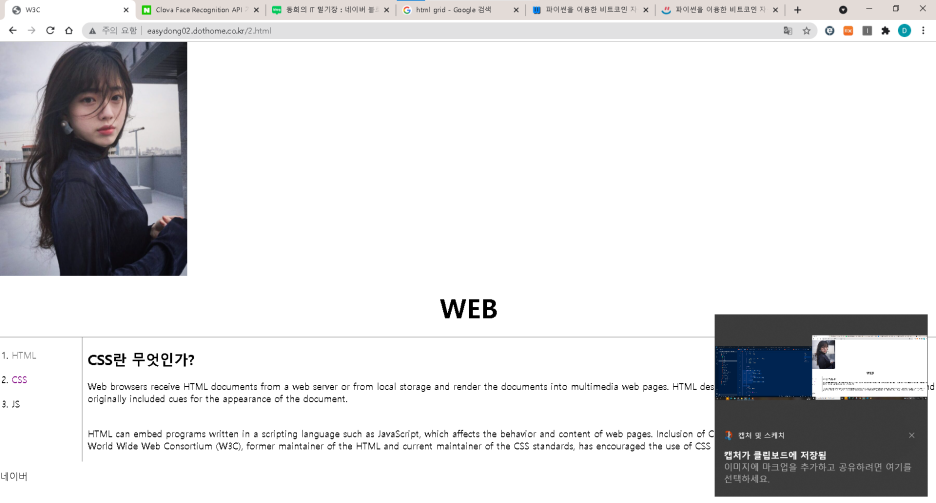 W3C
Clova Face Recognition API
동희의 IT 필기장 : 네이버 블
html grid - Google 검색
파이썬을 이용한 비트코인 자
파이썬을 이용한 비트코인 자
주의 요함 | easydong02.dothome.co.kr/2.html
D
WEB
1. HTML
2. CSS
3. JS
CSS란 무엇인가?
Web browsers receive HTML documents from a web server or from local storage and render the documents into multimedia web pages. HTML des
and
originally included cues for the appearance of the document.
HTML can embed programs written in a scripting language such as JavaScript, which affects the behavior and content of web pages. Inclusion of C
World Wide Web Consortium (W3C), former maintainer of the HTML and current maintainer of the CSS standards, has encouraged the use of CSS
네이버
캡처 및 스케치
캡처가 클립보드에 저장됨
이미지에 마크업을 추가하고 공유하려면 여기를
선택하세요.